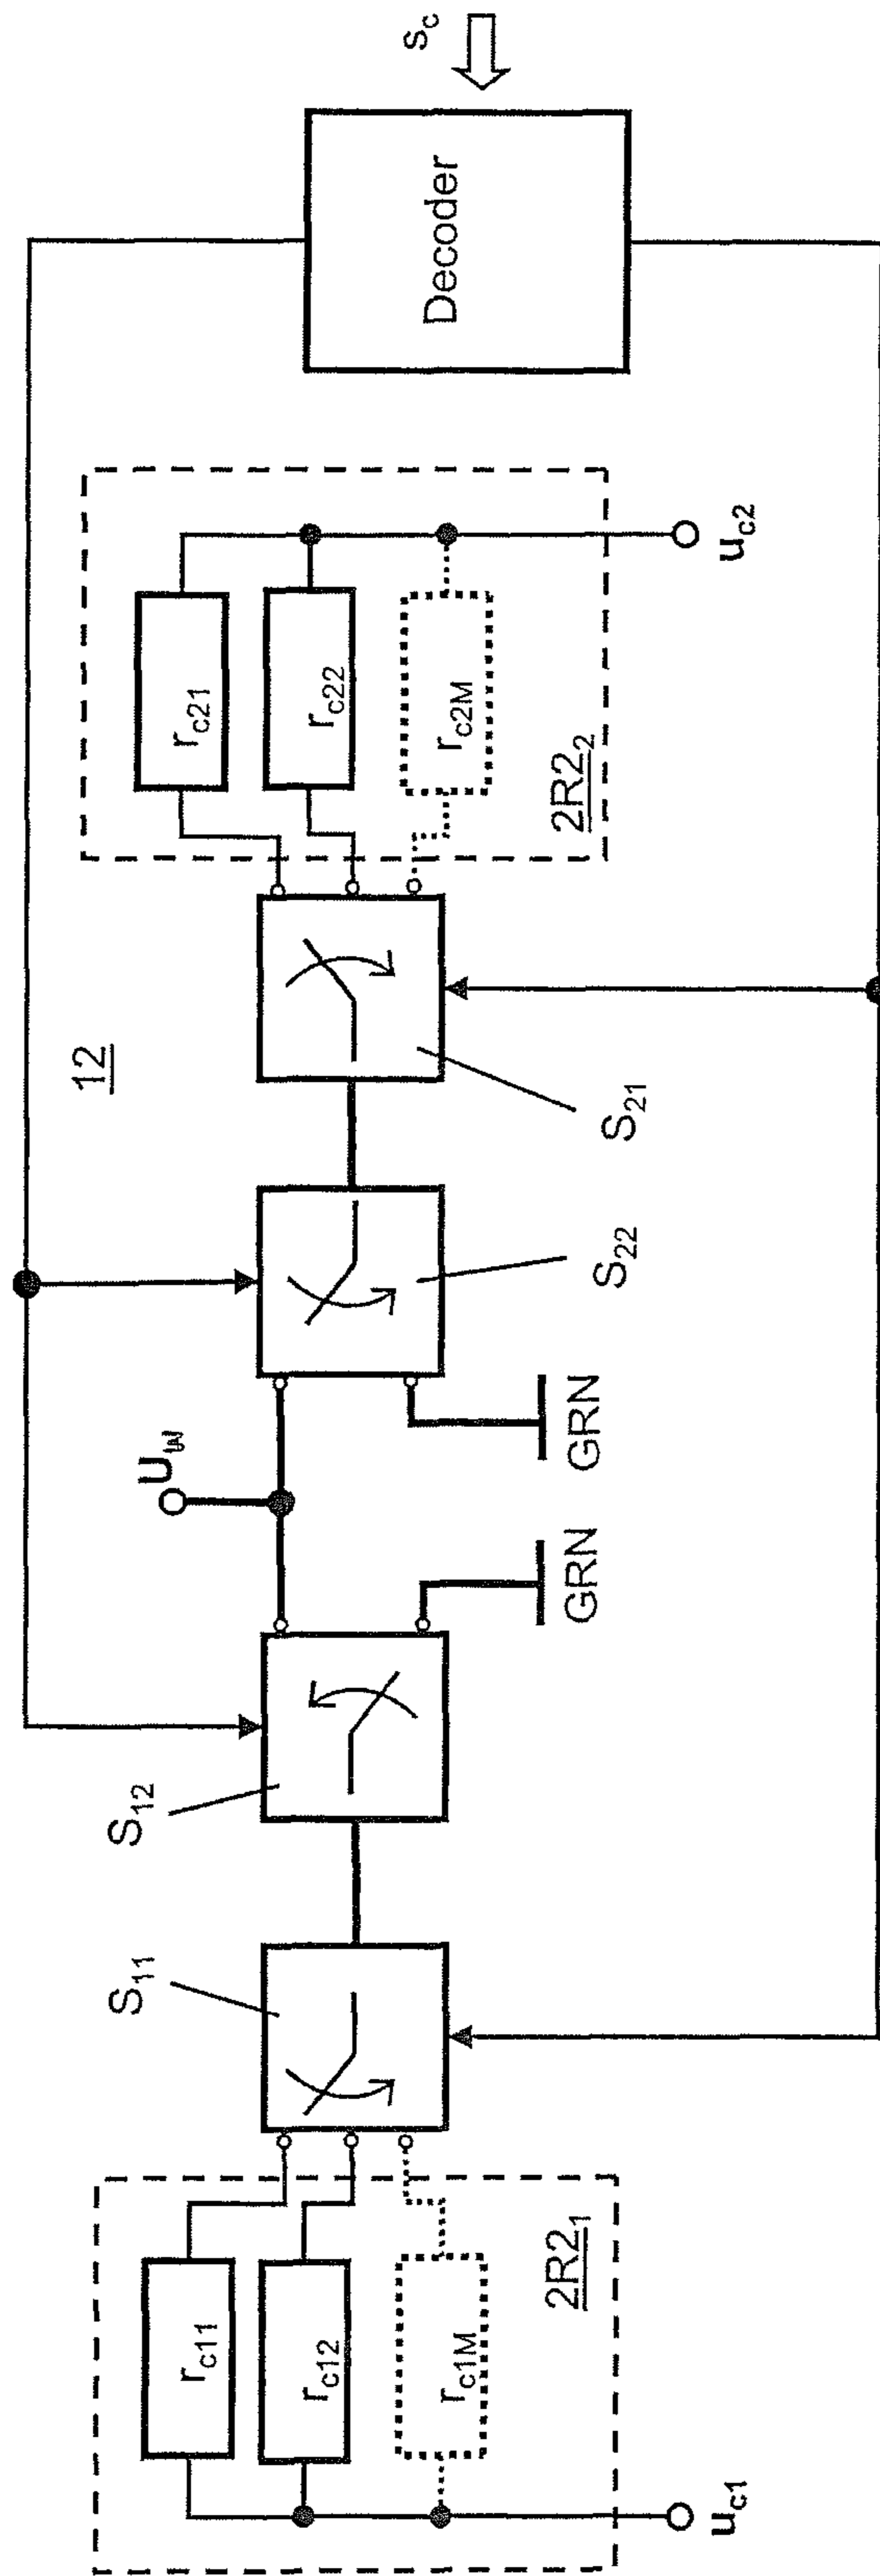 12
s_c
Decoder
U_w
S_11
S_12
S_22
S_21
r_c11
r_c12
r_c1M
2R2_1
r_c21
r_c22
r_c2M
2R2_2
GRN
GRN
u_c1
u_c2